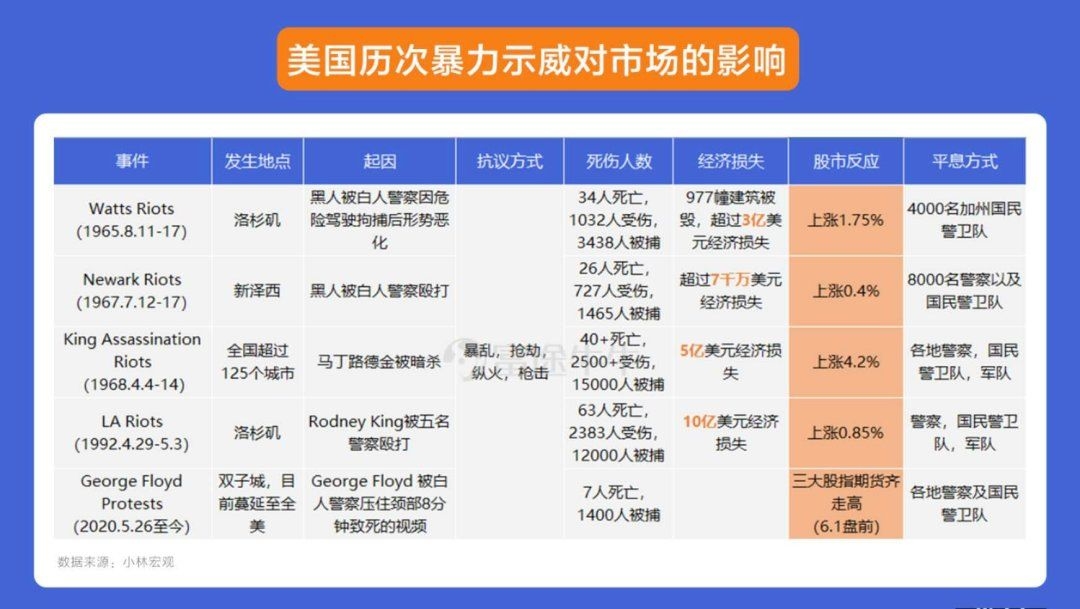 美国历次暴力示威对市场的影响
事件 发生地点 起因 抗议方式 死伤人数 经济损失 股市反应 平息方式
Watts Riots
(1965.8.11-17)
洛杉矶
黑人被白人警察因危
险驾驶拘捕后形势恶
化
34人死亡，
1032人受伤，
3438人被捕
977幢建筑被
毁，超过3亿美
元经济损失
上涨1.75%
4000名加州国民
警卫队
Newark Riots
(1967.7.12-17)
新泽西
黑人被白人警察殴打
26人死亡，
727人受伤，
1465人被捕
超过7千万美元
经济损失
上涨0.4%
8000名警察以及
国民警卫队
King Assassination
Riots
(1968.4.4-14)
全国超过
125个城市
马丁路德金被暗杀
暴乱，抢劫，
纵火，枪击
40+死亡，
2500+受伤，
15000人被捕
5亿美元经济损
失
上涨4.2%
各地警察，国民
警卫队，军队
LA Riots
(1992.4.29-5.3)
洛杉矶
Rodney King被五名
警察殴打
63人死亡，
2383人受伤，
12000人被捕
10亿美元经济
损失
上涨0.85%
警察，国民警卫
队，军队
George Floyd
Protests
(2020.5.26至今)
双子城，目
前蔓延至全
美
George Floyd 被白
人警察压住颈部8分
钟致死的视频
7人死亡，
1400人被捕
三大股指期货齐
走高
(6.1盘前)
各地警察及国民
警卫队
富途牛牛
数据来源：小林宏观